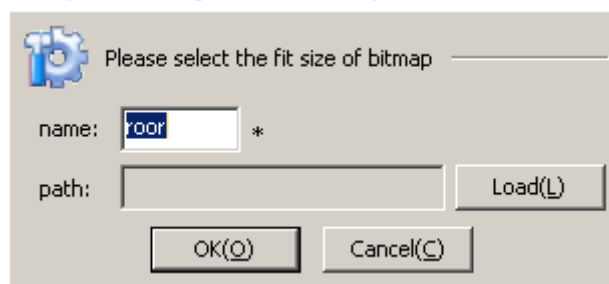 Please select the fit size of bitmap
name: roor *
path: Load(L)
OK(O) Cancel(C)